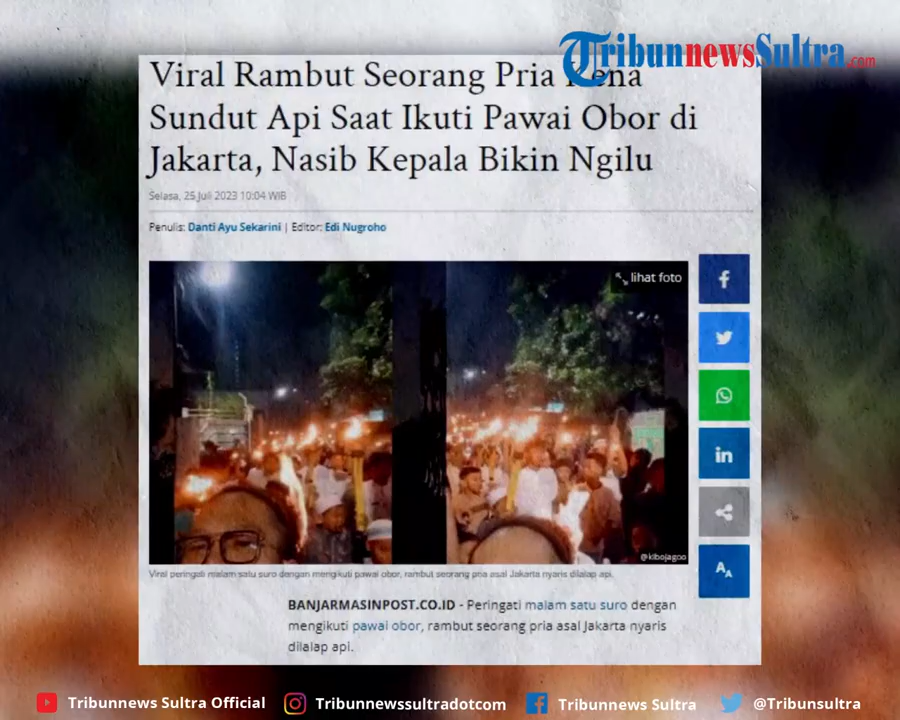 TribunnewsSultra.com
Viral Rambut Seorang Pria Kena
Sundut Api Saat Ikuti Pawai Obor di
Jakarta, Nasib Kepala Bikin Ngilu
Selasa, 25 Juli 2023 10:04 WIB
Penulis: Danti Ayu Sekarini | Editor: Edi Nugroho
lihat foto
@kibojagoo
Viral peringati malam satu suro dengan mengikuti pawai obor, rambut seorang pria asal Jakarta nyaris dilalap api.
BANJARMASINPOST.CO.ID - Peringati malam satu suro dengan
mengikuti pawai obor, rambut seorang pria asal Jakarta nyaris
dilalap api.
Tribunnews Sultra Official Tribunnewssultradotcom Tribunnews Sultra @Tribunsultra